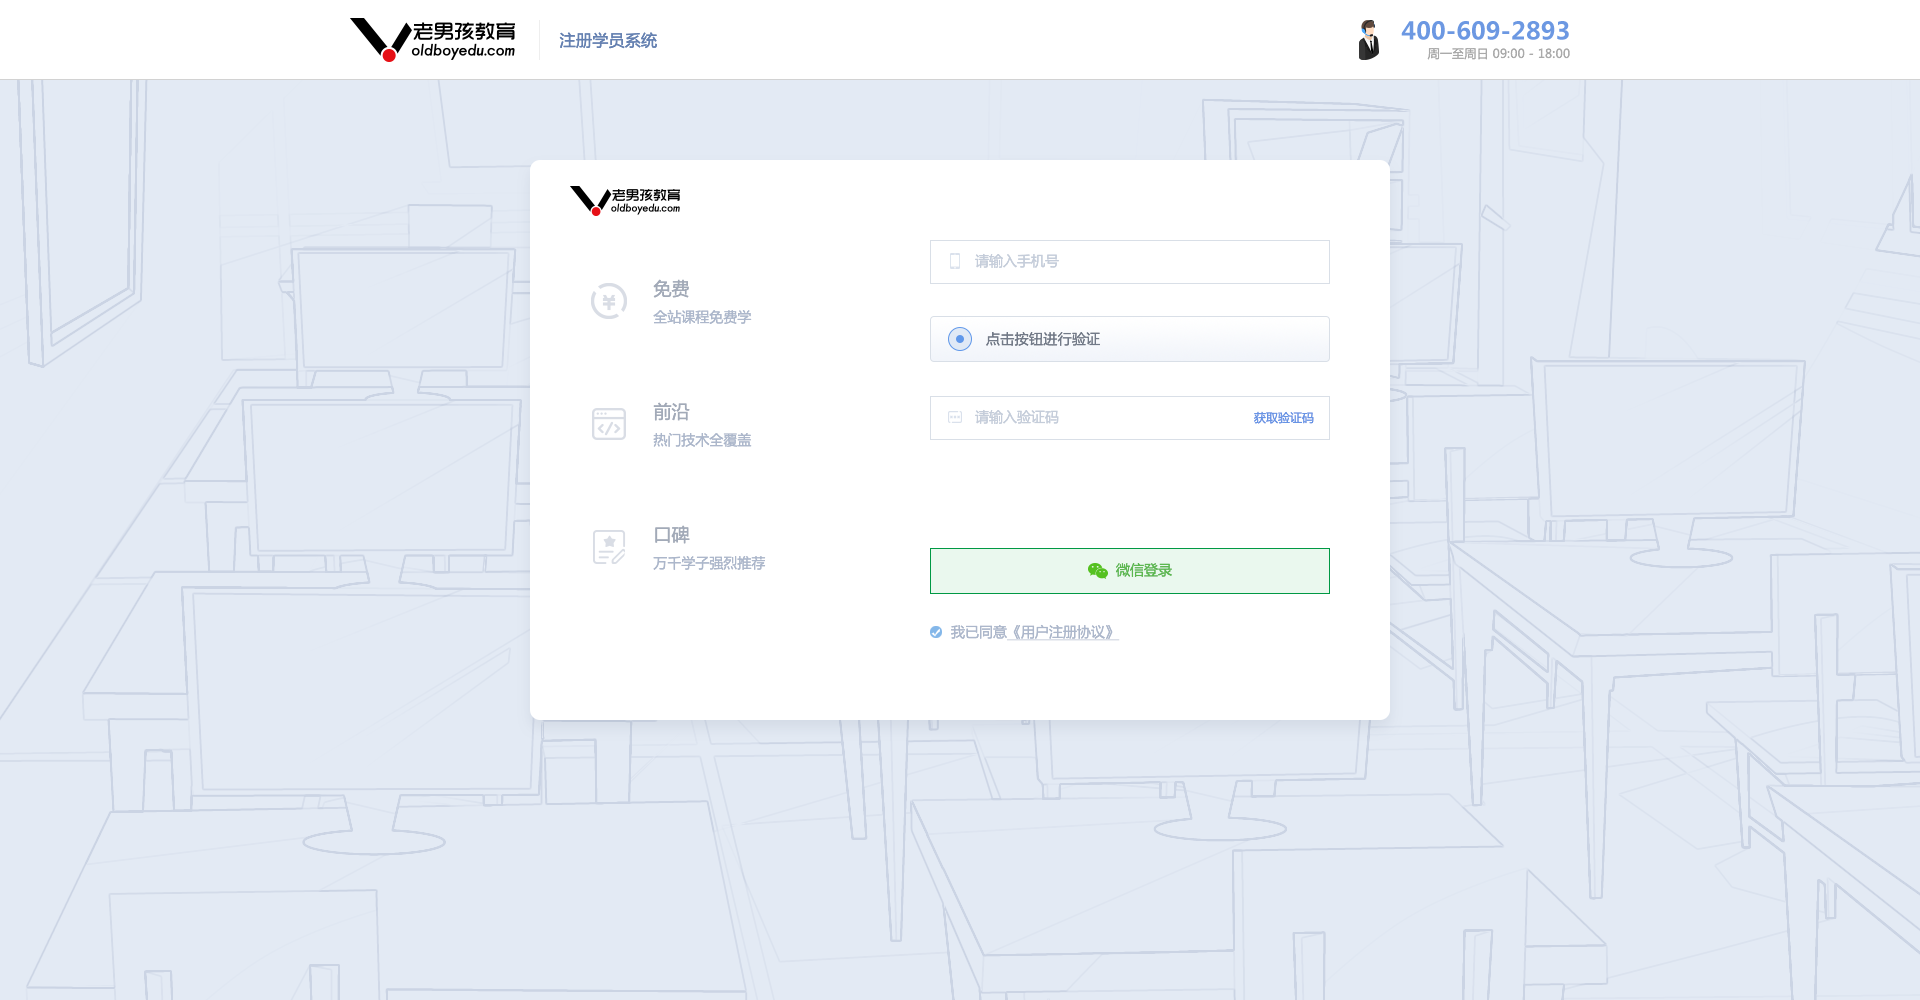 老男孩教育
oldboyedu.com
注册学员系统
400-609-2893
周一至周日 09:00 - 18:00
老男孩教育
oldboyedu.com
免费
全站课程免费学
前沿
热门技术全覆盖
口碑
万千学子强烈推荐
请输入手机号
点击按钮进行验证
请输入验证码
获取验证码
微信登录
我已同意《用户注册协议》